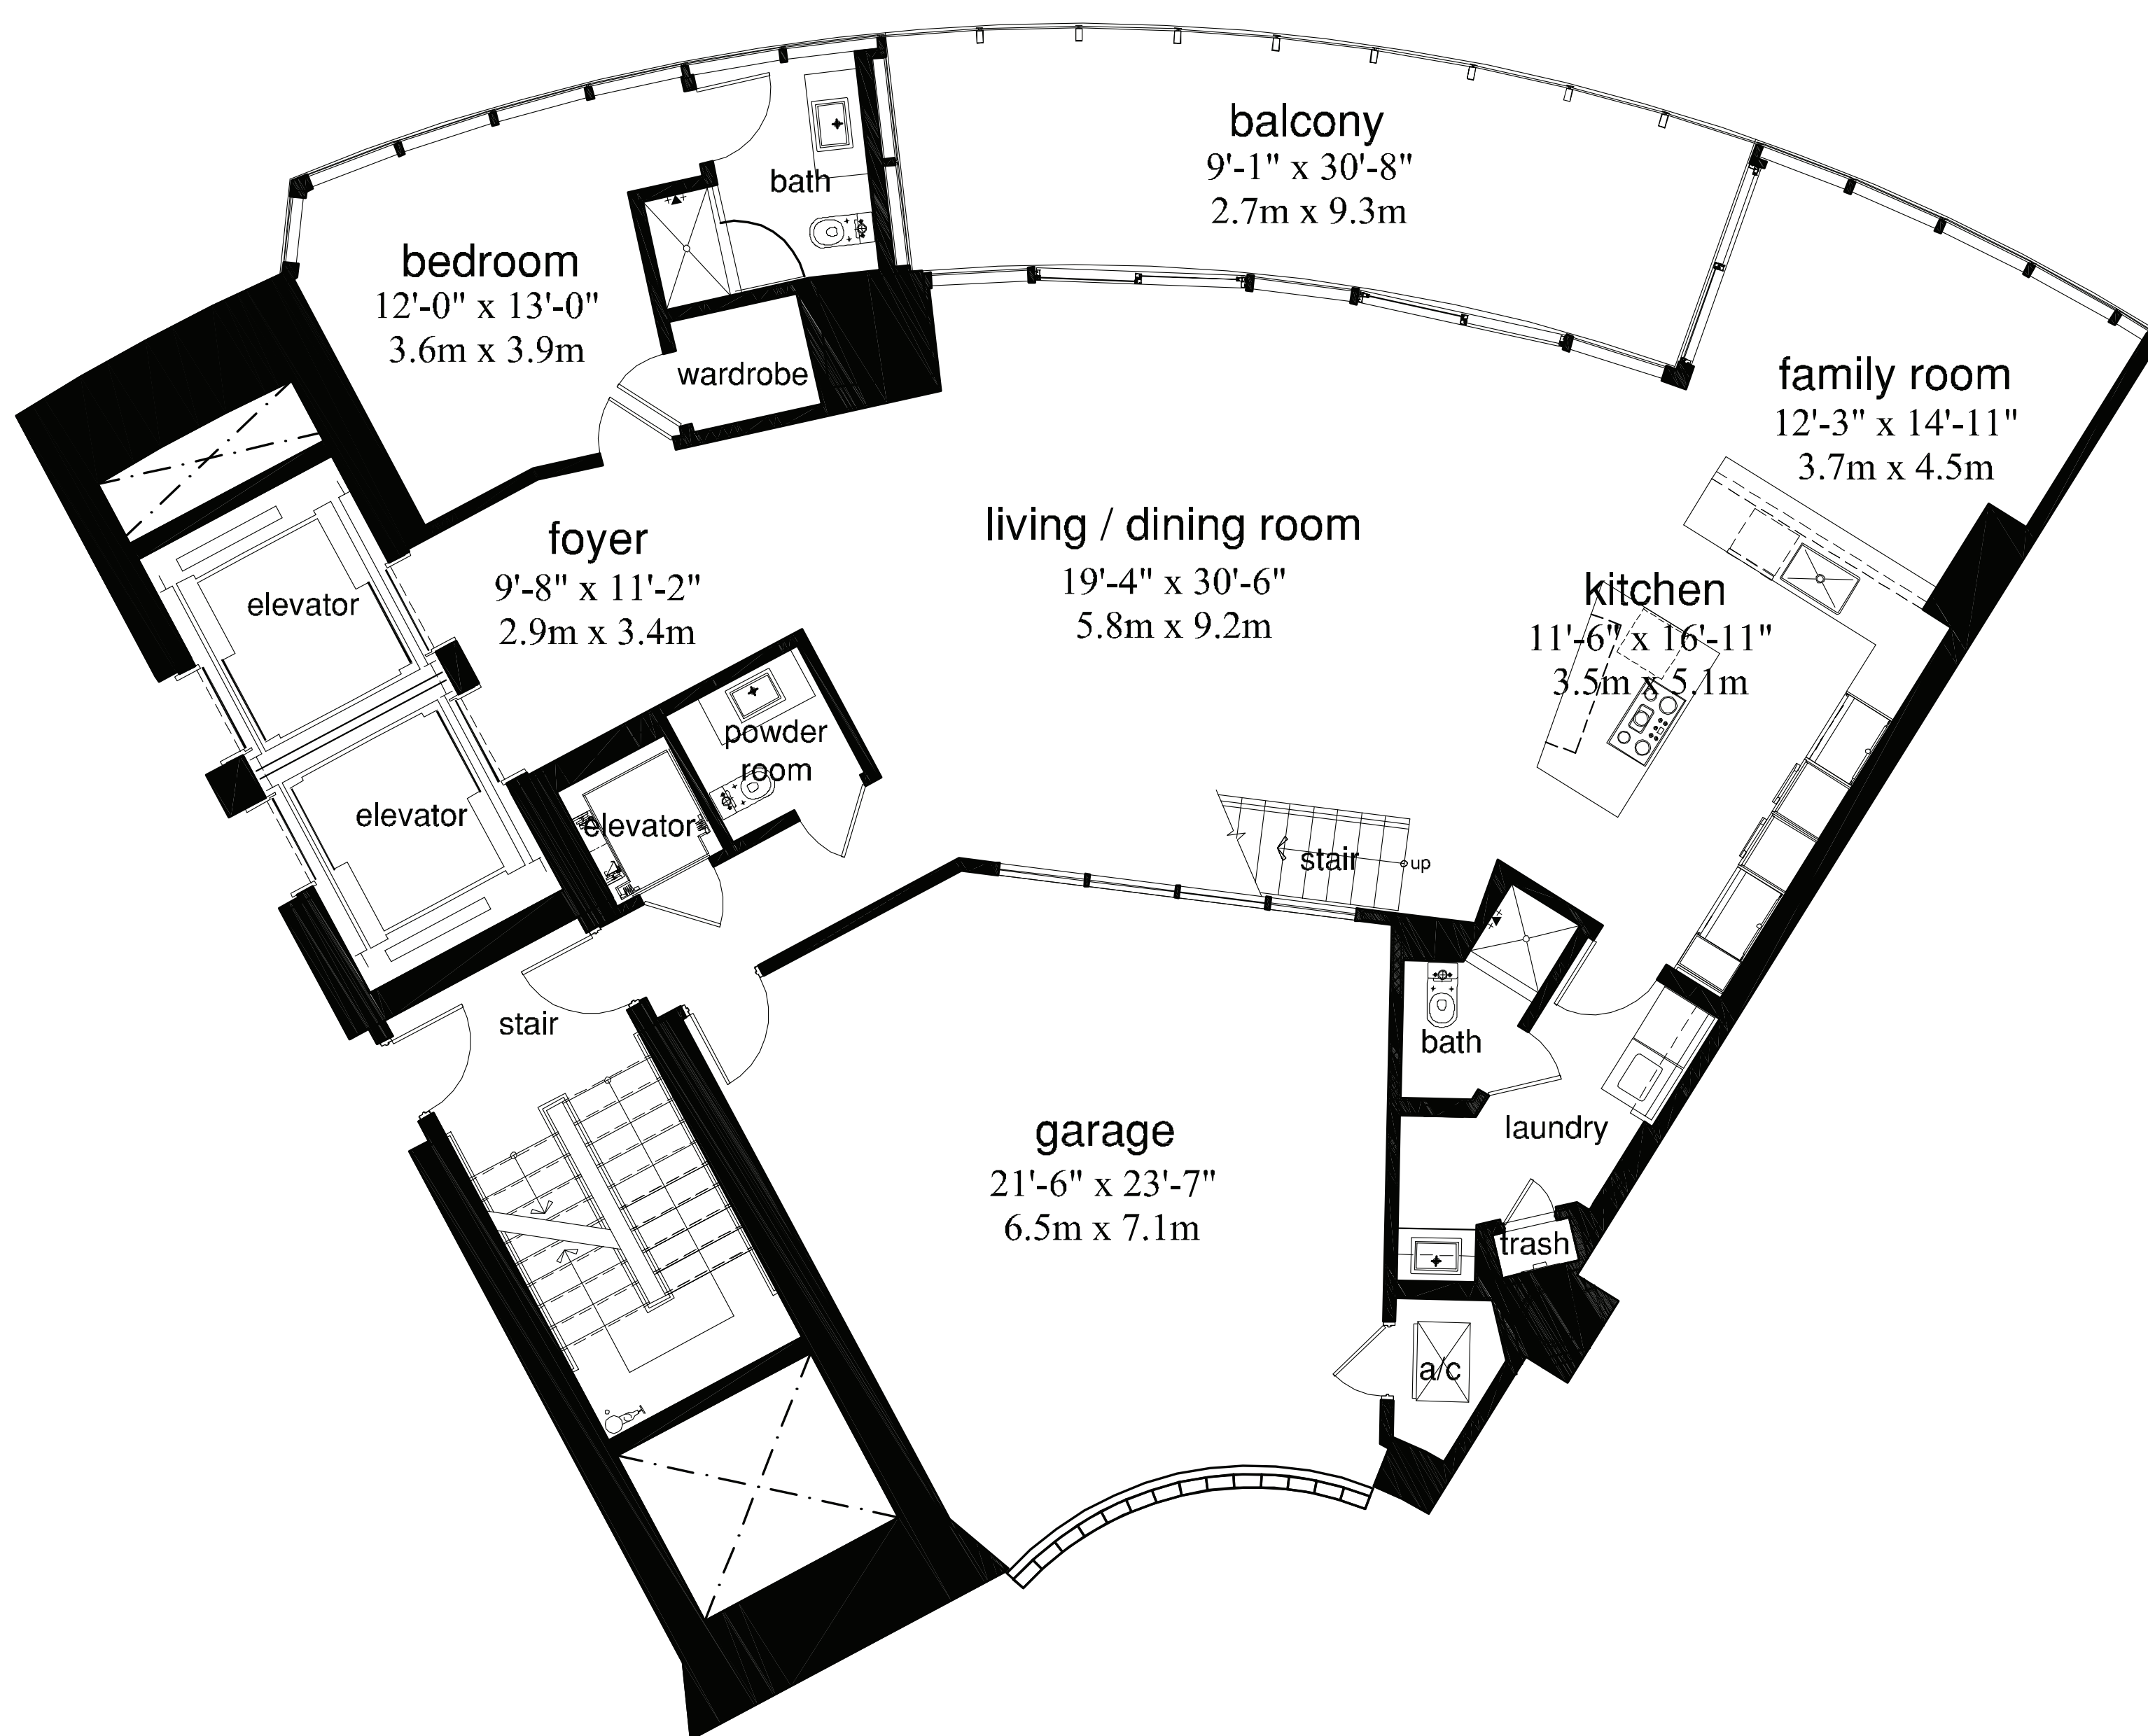 balcony
9'-1" x 30'-8"
2.7m x 9.3m
bath
bedroom
12'-0" x 13'-0"
3.6m x 3.9m
wardrobe
family room
12'-3" x 14'-11"
3.7m x 4.5m
foyer
9'-8" x 11'-2"
2.9m x 3.4m
living / dining room
19'-4" x 30'-6"
5.8m x 9.2m
kitchen
11'-6" x 16'-11"
3.5m x 5.1m
elevator
elevator
elevator
powder
room
stair
up
stair
bath
laundry
garage
21'-6" x 23'-7"
6.5m x 7.1m
trash
a/c